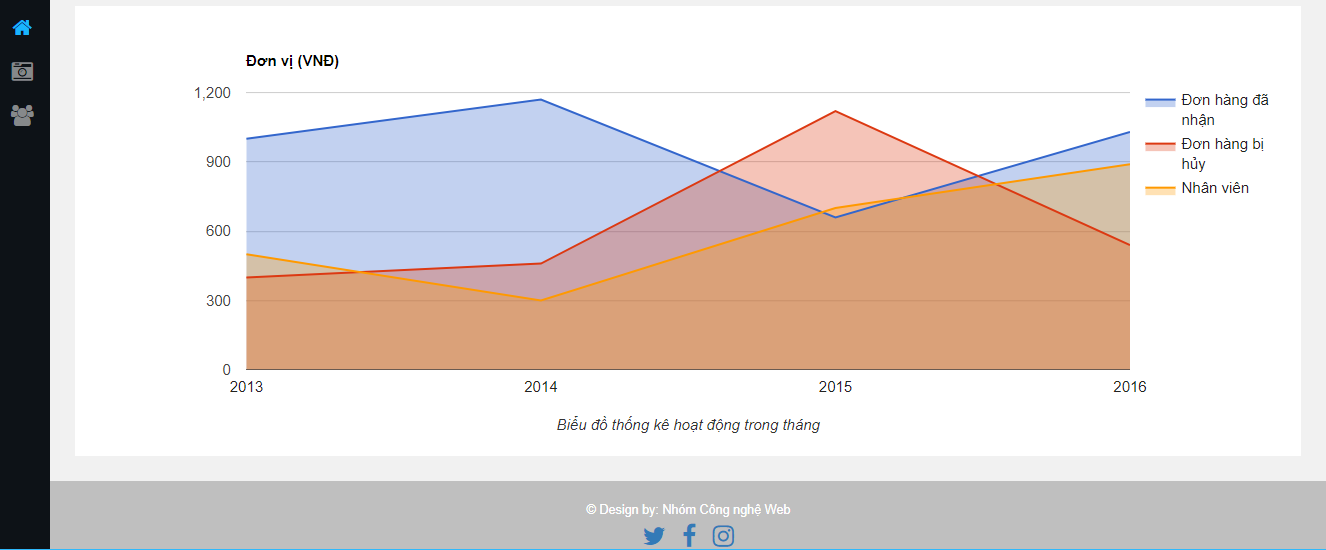 Đơn vị (VNĐ)
1,200
900
600
300
0
2013
2014
2015
2016
Đơn hàng đã
nhận
Đơn hàng bị
hủy
Nhân viên
Biểu đồ thống kê hoạt động trong tháng
© Design by: Nhóm Công nghệ Web